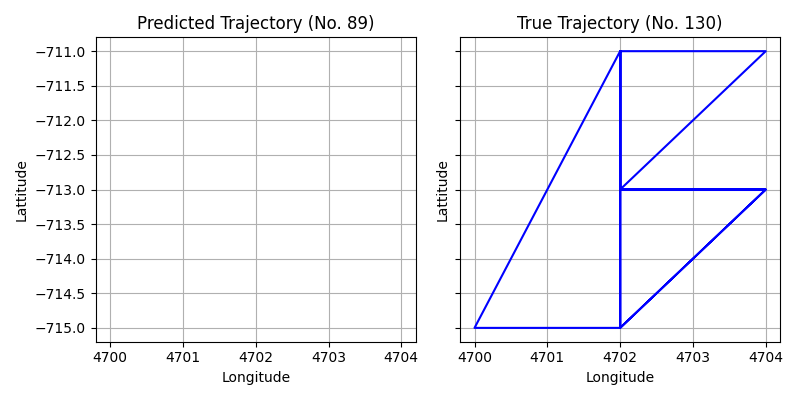 Predicted Trajectory (No. 89)
−711.0
−711.5
−712.0
−712.5
−713.0
−713.5
−714.0
−714.5
−715.0
Lattitude
4700 4701 4702 4703 4704
Longitude
True Trajectory (No. 130)
Lattitude
4700 4701 4702 4703 4704
Longitude